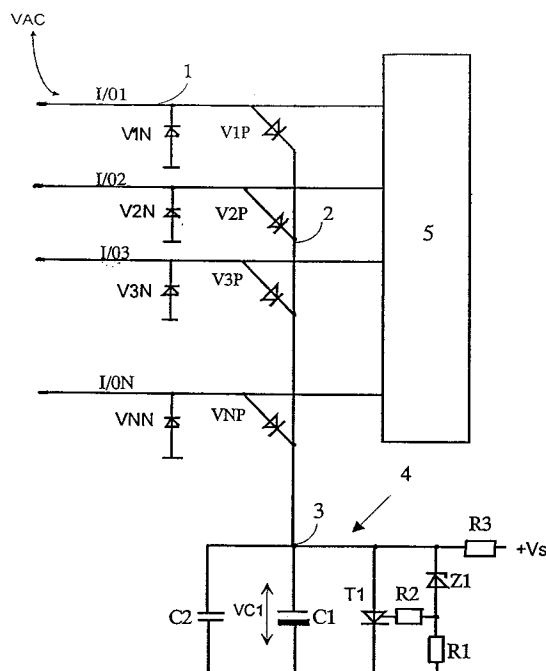 VAC
1
I/01
V1N
V1P
I/02
V2N
V2P
2
5
I/03
V3N
V3P
I/0N
VNN
VNP
4
3
R3
+Vs
T1
R2
Z1
C2
VC1
C1
R1